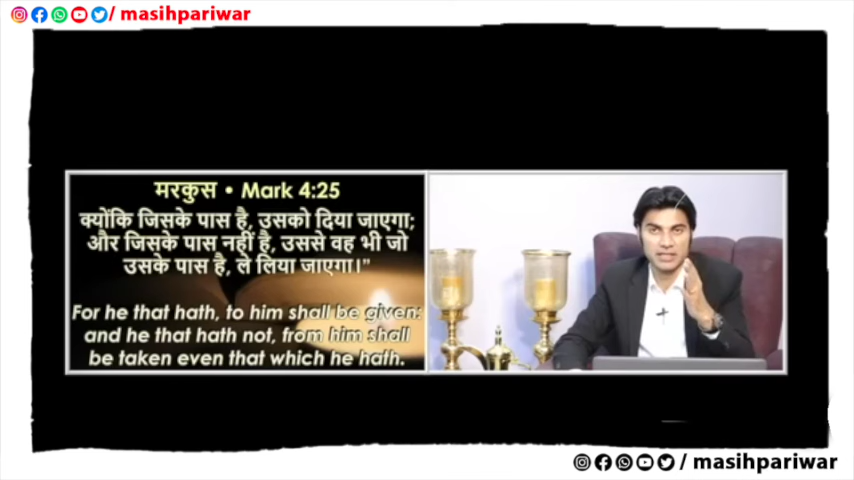 / masihpariwar
मरकुस • Mark 4:25
क्योंकि जिसके पास है, उसको दिया जाएगा;
और जिसके पास नहीं है, उससे वह भी जो
उसके पास है, ले लिया जाएगा।”
For he that hath, to him shall be given:
and he that hath not, from him shall
be taken even that which he hath.
/ masihpariwar